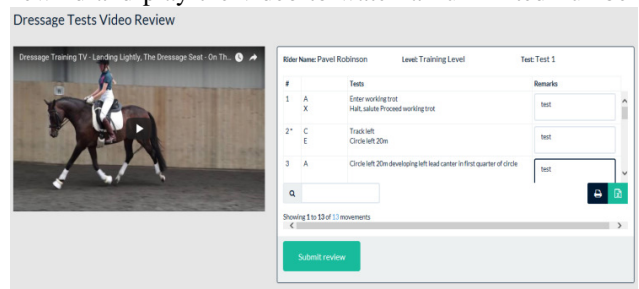 Dressage Tests Video Review
Dressage Training TV - Landing Lightly, The Dressage Seat - On Th...
Rider Name: Pavel Robinson Level: Training Level Test: Test 1
# Tests Remarks
1 A Enter working trot test
X Halt, salute Proceed working trot
2* C Track left test
E Circle left 20m
3 A Circle left 20m developing left lead canter in first quarter of circle test
Showing 1 to 13 of 13 movements
Submit review